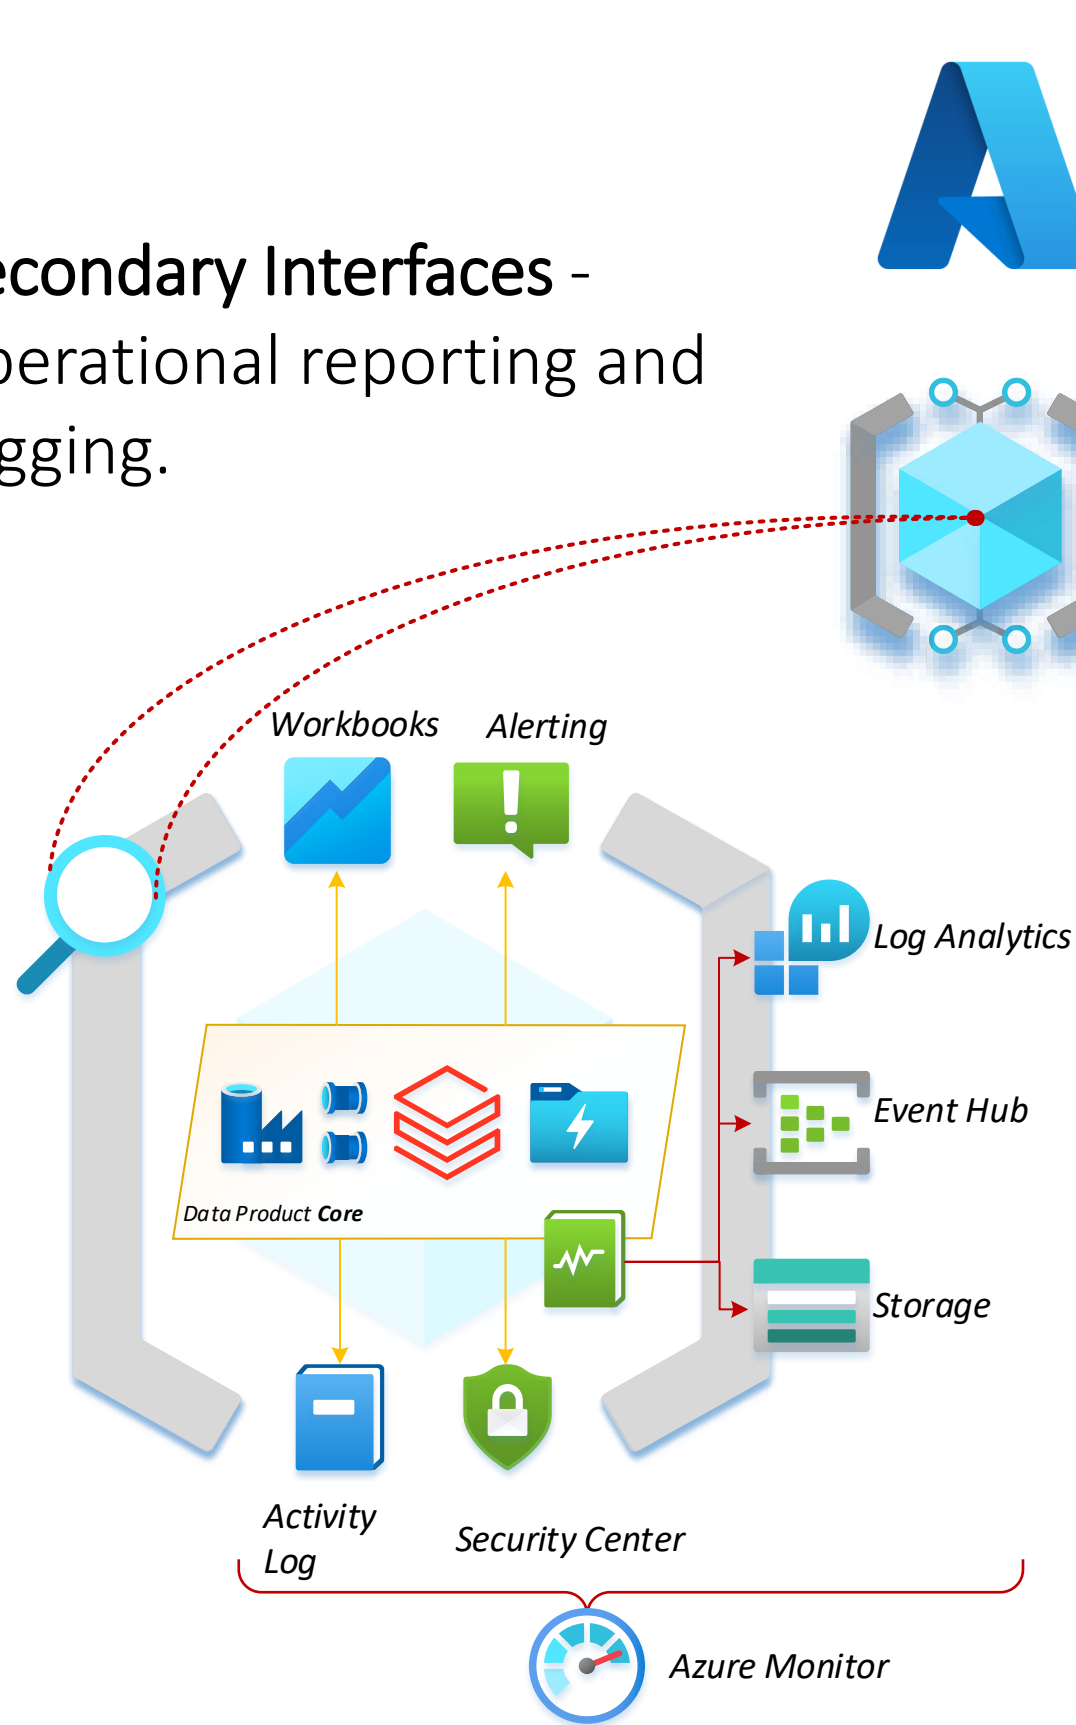 econdary Interfaces -
perational reporting and
gging.
Workbooks
Alerting
Log Analytics
Event Hub
Data Product Core
Storage
Activity
Log
Security Center
Azure Monitor